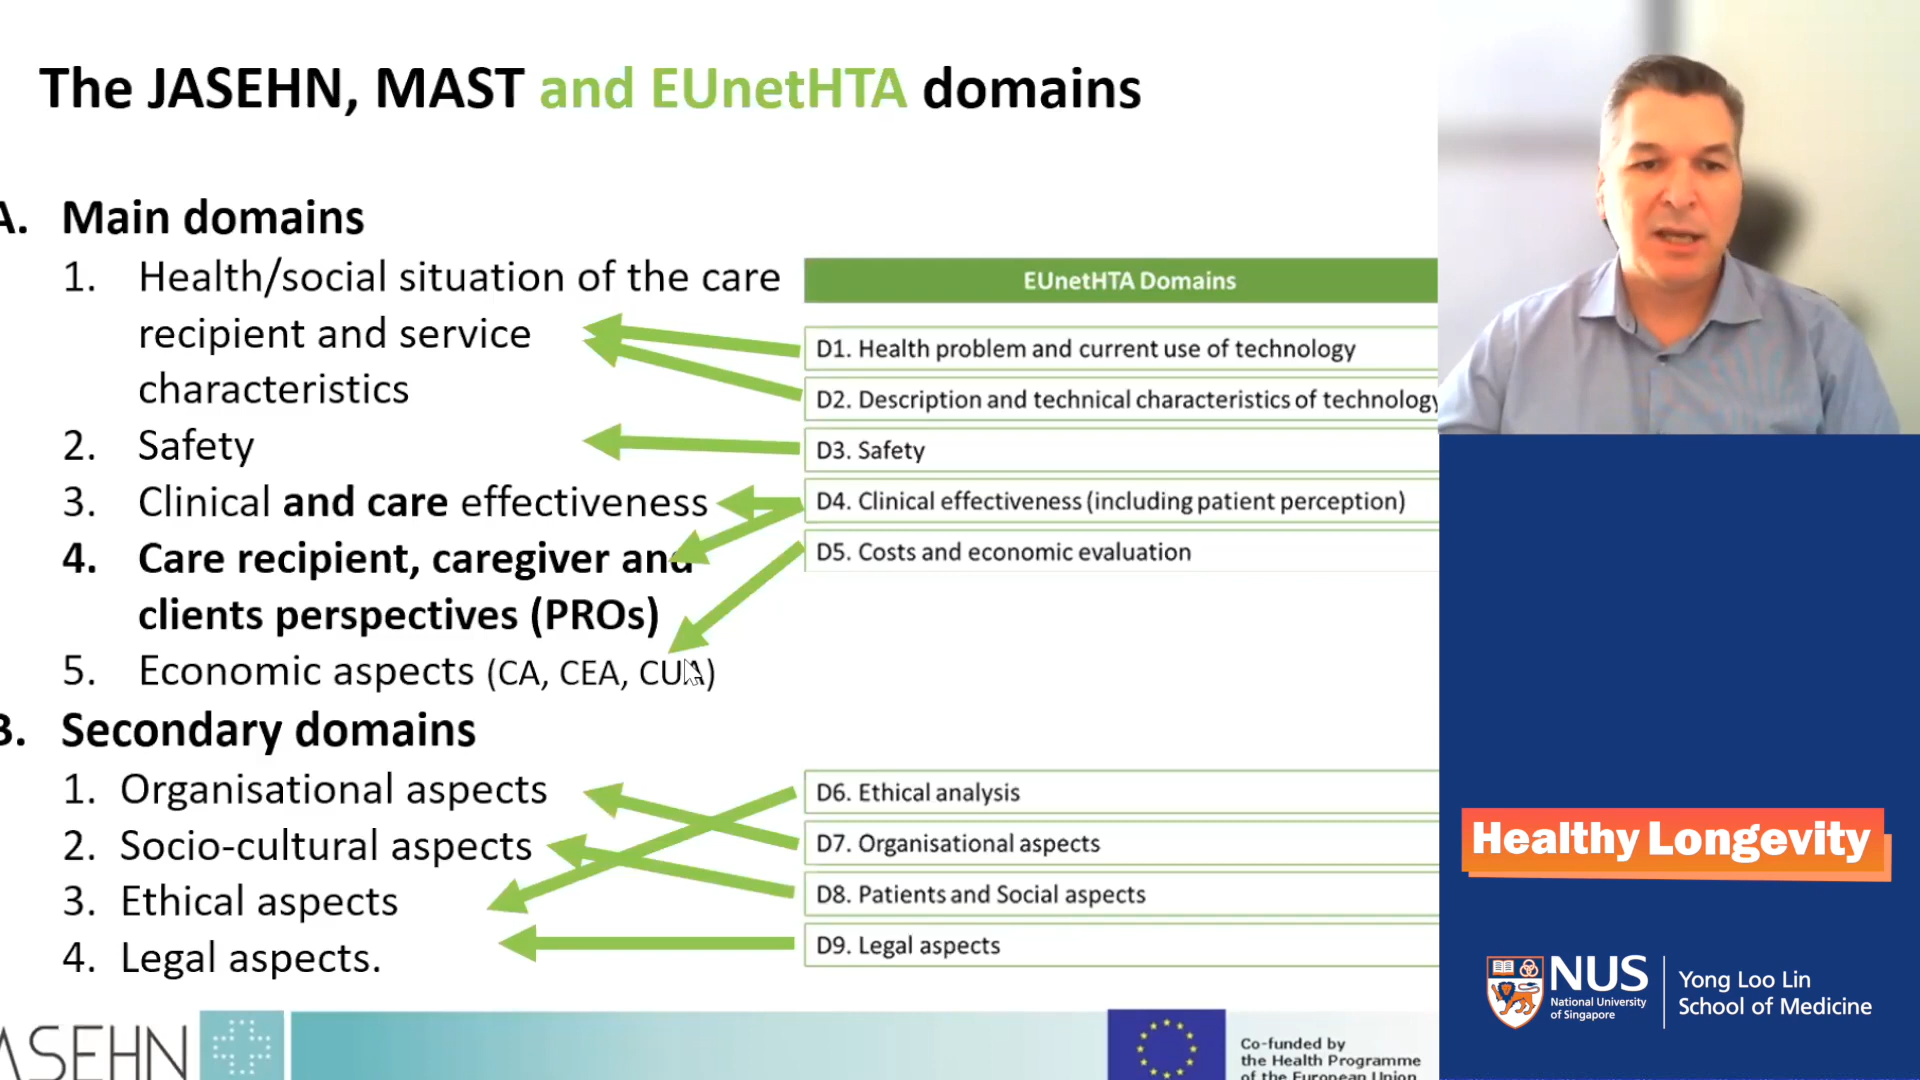 The JASEHN, MAST and EUnetHTA domains
A. Main domains
1. Health/social situation of the care
recipient and service
characteristics
2. Safety
3. Clinical and care effectiveness
4. Care recipient, caregiver and
clients perspectives (PROs)
5. Economic aspects (CA, CEA, CUA)
B. Secondary domains
1. Organisational aspects
2. Socio-cultural aspects
3. Ethical aspects
4. Legal aspects.
EUnetHTA Domains
D1. Health problem and current use of technology
D2. Description and technical characteristics of technology
D3. Safety
D4. Clinical effectiveness (including patient perception)
D5. Costs and economic evaluation
D6. Ethical analysis
D7. Organisational aspects
D8. Patients and Social aspects
D9. Legal aspects
ASEHN
Co-funded by
the Health Programme
of the European Union
Healthy Longevity
NUS
National University
of Singapore
Yong Loo Lin
School of Medicine